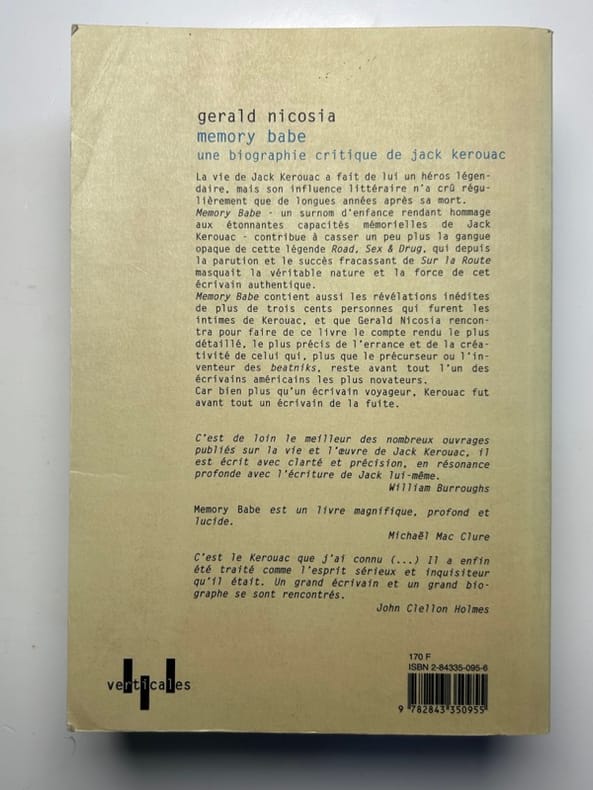 gerald nicosia
memory babe
une biographie critique de jack kerouac
La vie de Jack Kerouac a fait de lui un héros légen-
daire, mais son influence littéraire n'a crû régu-
lièrement que de longues années après sa mort.
Memory Babe - un surnom d'enfance rendant hommage
aux étonnantes capacités mémorielles de Jack
Kerouac - contribue à casser un peu plus la gangue
opaque de cette légende Road, Sex & Drug, qui depuis
la parution et le succès fracassant de Sur la Route
masquait la véritable nature et la force de cet
écrivain authentique.
Memory Babe contient aussi les révélations inédites
de plus de trois cents personnes qui furent les
intimes de Kerouac, et que Gerald Nicosia rencon-
tra pour faire de ce livre le compte rendu le plus
détaillé, le plus précis de l'errance et de la créa-
tivité de celui qui, plus que le précurseur ou l'in-
venteur des beatniks, reste avant tout l'un des
écrivains américains les plus novateurs.
Car bien plus qu'un écrivain voyageur, Kerouac fut
avant tout un écrivain de la fuite.
C'est de loin le meilleur des nombreux ouvrages
publiés sur la vie et l'œuvre de Jack Kerouac, il
est écrit avec clarté et précision, en résonance
profonde avec l'écriture de Jack lui-même.
William Burroughs
Memory Babe est un livre magnifique, profond et
lucide.
Michaël Mac Clure
C'est le Kerouac que j'ai connu (...) Il a enfin
été traité comme l'esprit sérieux et inquisiteur
qu'il était. Un grand écrivain et un grand bio-
graphe se sont rencontrés.
John Clellon Holmes
verticales
170 F
ISBN 2-84335-095-6
9 782843 350955